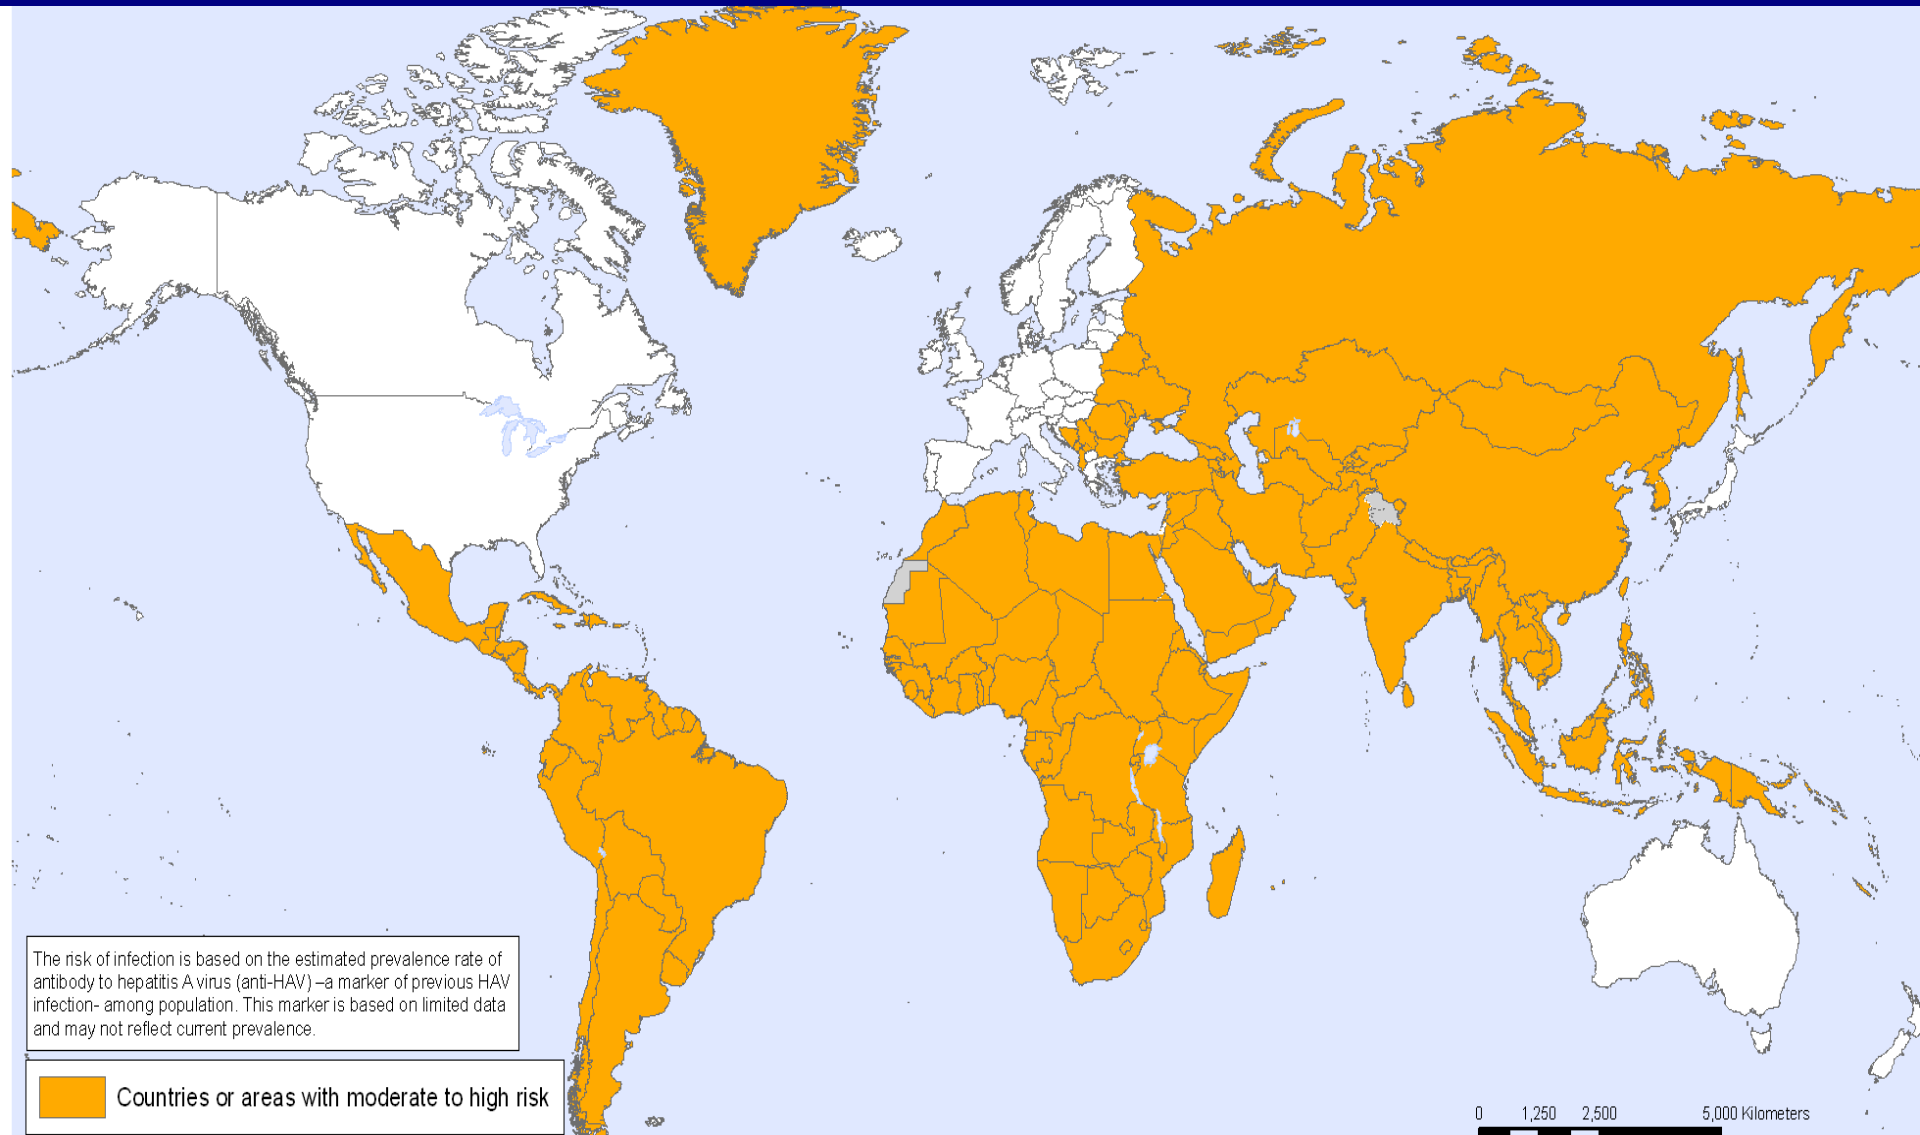 The risk of infection is based on the estimated prevalence rate of
antibody to hepatitis A virus (anti-HAV) –a marker of previous HAV
infection- among population. This marker is based on limited data
and may not reflect current prevalence.
Countries or areas with moderate to high risk
0 1,250 2,500 5,000 Kilometers